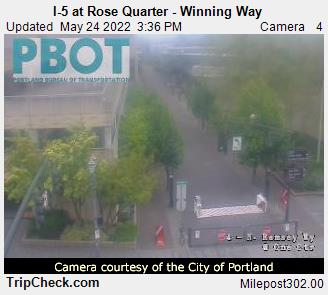 I-5 at Rose Quarter - Winning Way
Updated May 24 2022 3:36 PM Camera 4
PBOT
PORTLAND BUREAU OF TRANSPORTATION
Camera courtesy of the City of Portland
TripCheck.com Milepost302.00